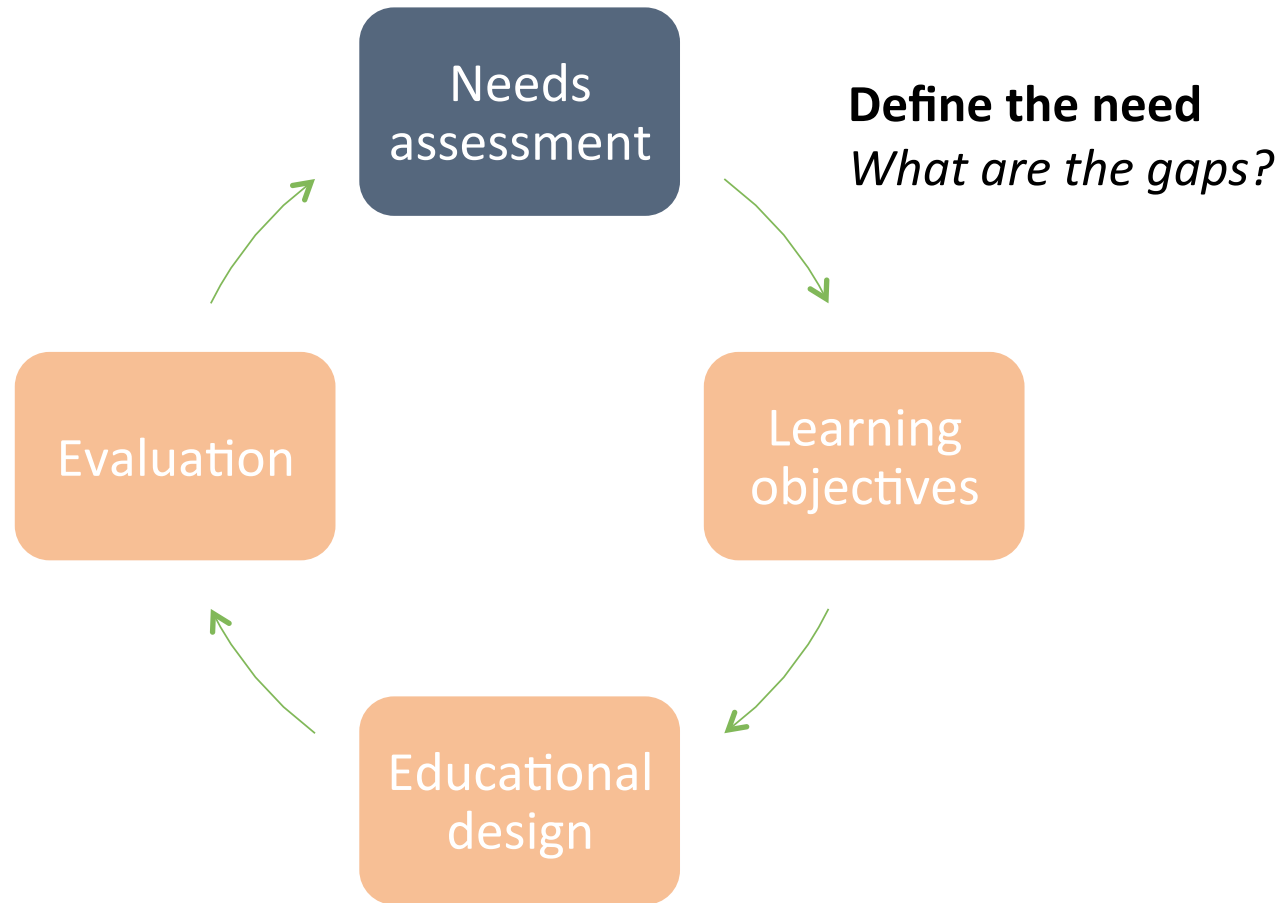 Needs
assessment
Define the need
What are the gaps?
Evaluation
Learning
objectives
Educational
design